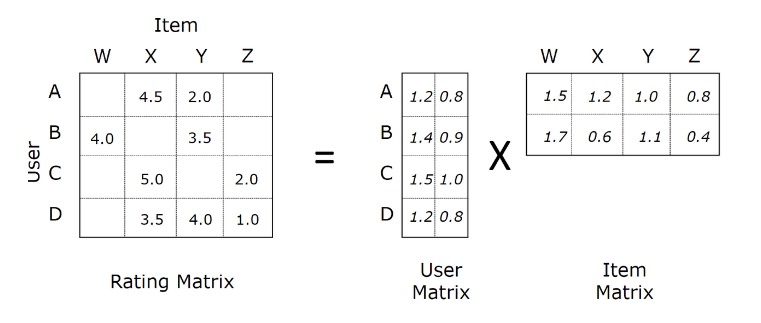 Item
W X Y Z W X Y Z
A 4.5 2.0 A 1.2 0.8 1.5 1.2 1.0 0.8
B 4.0 3.5 B 1.4 0.9 X 1.7 0.6 1.1 0.4
User
=
C 5.0 2.0 C 1.5 1.0
D 3.5 4.0 1.0 D 1.2 0.8
Rating Matrix
User
Matrix
Item
Matrix